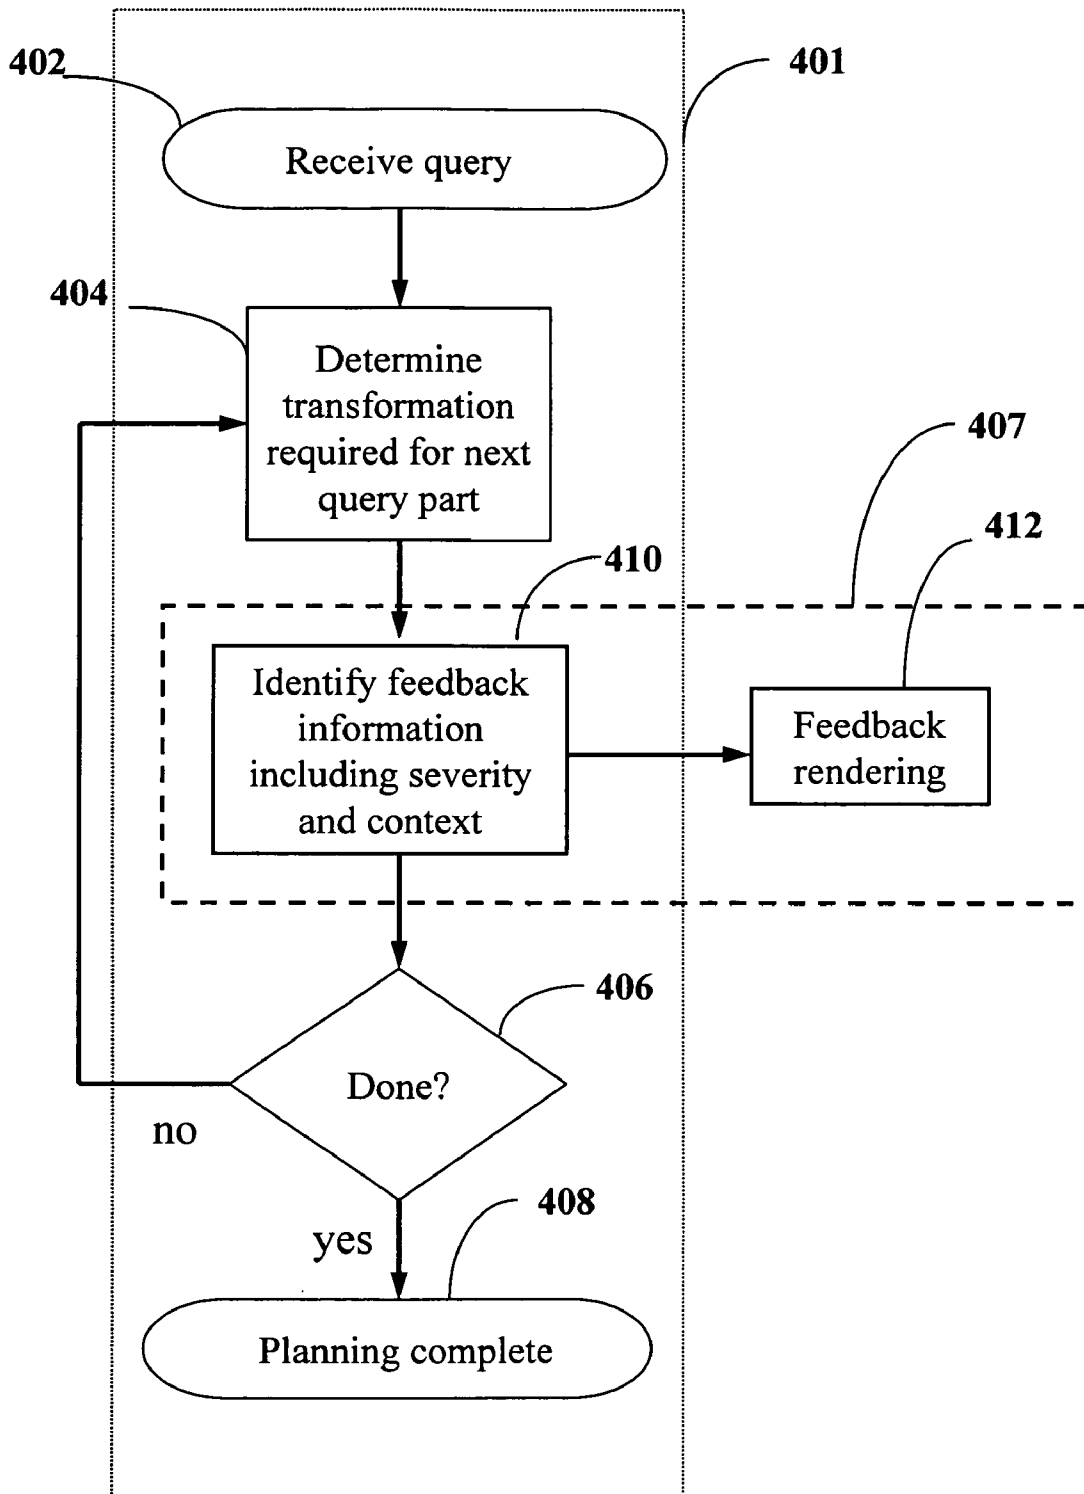 402
401
Receive query
404
Determine
transformation
required for next
query part
407
412
410
Identify feedback
information
including severity
and context
Feedback
rendering
406
Done?
no
408
yes
Planning complete